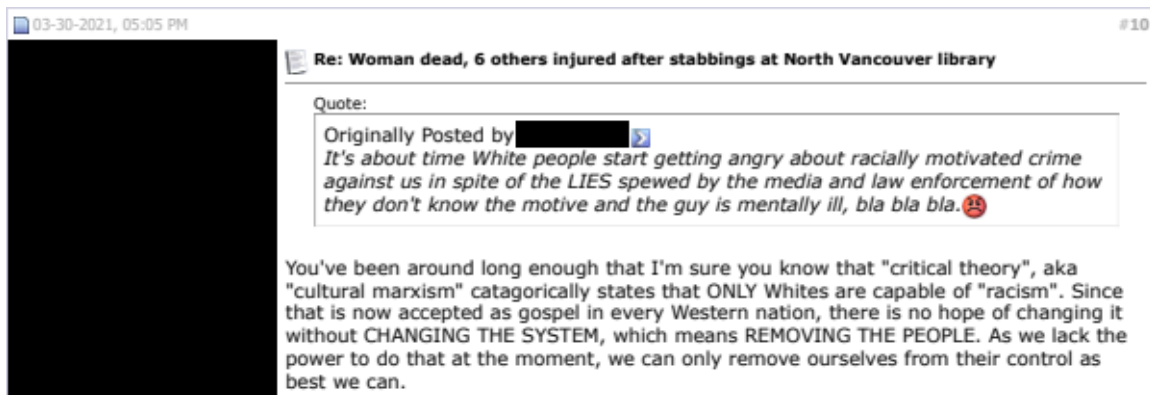 03-30-2021, 05:05 PM #10
Re: Woman dead, 6 others injured after stabbings at North Vancouver library
Quote:
Originally Posted by
It's about time White people start getting angry about racially motivated crime
against us in spite of the LIES spewed by the media and law enforcement of how
they don't know the motive and the guy is mentally ill, bla bla bla.
You've been around long enough that I'm sure you know that "critical theory", aka
"cultural marxism" catagorically states that ONLY Whites are capable of "racism". Since
that is now accepted as gospel in every Western nation, there is no hope of changing it
without CHANGING THE SYSTEM, which means REMOVING THE PEOPLE. As we lack the
power to do that at the moment, we can only remove ourselves from their control as
best we can.